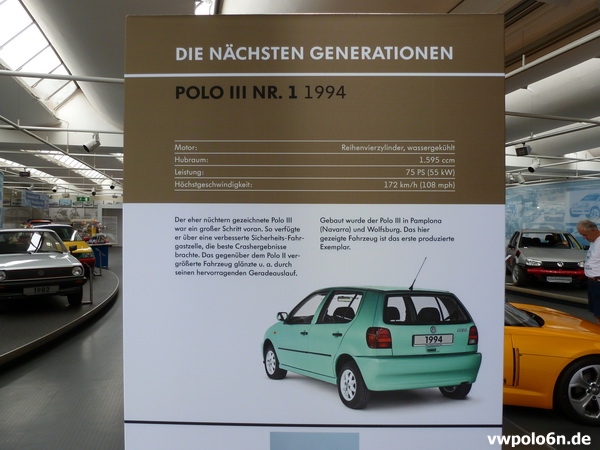 DIE NÄCHSTEN GENERATIONEN
POLO III NR. 1 1994
Motor: Reihenvierzylinder, wassergekühlt
Hubraum: 1.595 ccm
Leistung: 75 PS (55 kW)
Höchstgeschwindigkeit: 172 km/h (108 mph)
Der eher nüchtern gezeichnete Polo III
war ein großer Schritt voran. So verfügte
er über eine verbesserte Sicherheits-Fahr-
gastzelle, die beste Crashergebnisse
brachte. Das gegenüber dem Polo II ver-
größerte Fahrzeug glänzte u. a. durch
seinen hervorragenden Geradeauslauf.
Gebaut wurde der Polo III in Pamplona
(Navarra) und Wolfsburg. Das hier
gezeigte Fahrzeug ist das erste produzierte
Exemplar.
1994
vwpolo6n.de